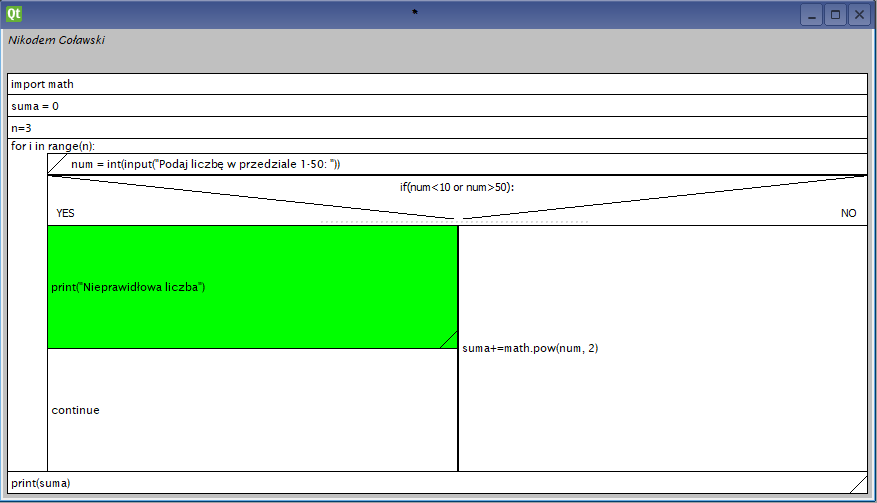 Qt
*
Nikodem Goławski
import math
suma = 0
n=3
for i in range(n):
num = int(input("Podaj liczbę w przedziale 1-50: "))
if(num<10 or num>50):
YES
NO
print("Nieprawidłowa liczba")
suma+=math.pow(num, 2)
continue
print(suma)